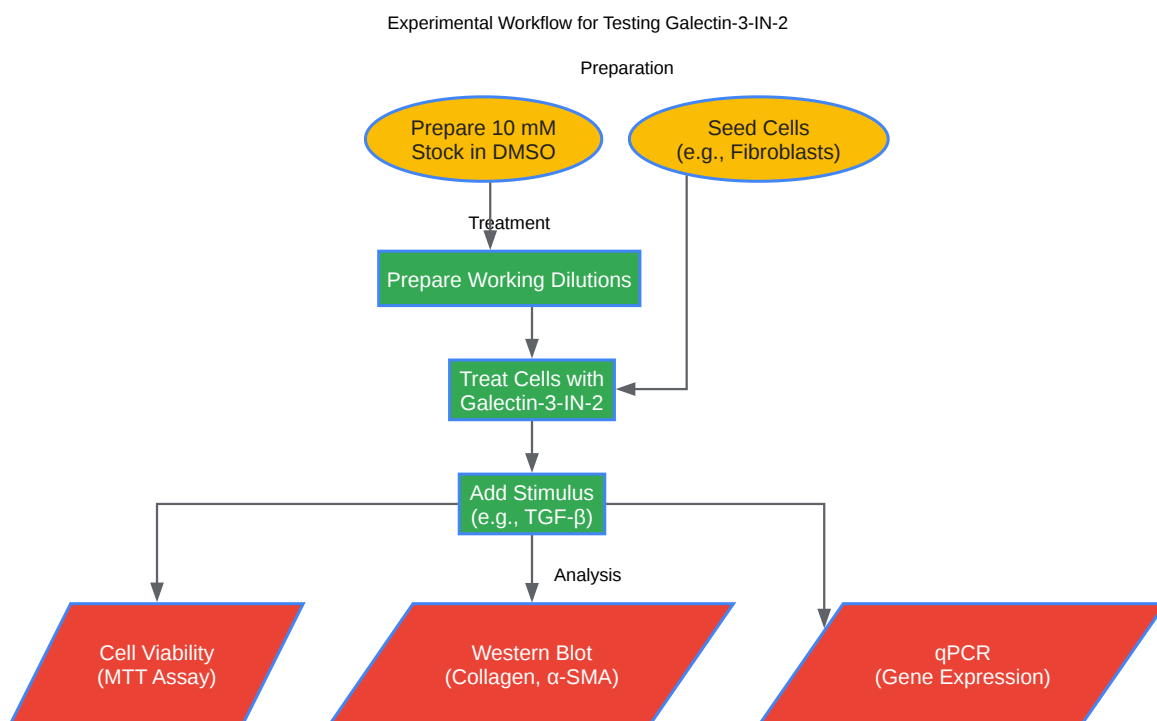 Experimental Workflow for Testing Galectin-3-IN-2
Preparation
Prepare 10 mM
Stock in DMSO
Seed Cells
(e.g., Fibroblasts)
Treatment
Prepare Working Dilutions
Treat Cells with
Galectin-3-IN-2
Add Stimulus
(e.g., TGF-β)
Analysis
Cell Viability
(MTT Assay)
Western Blot
(Collagen, α-SMA)
qPCR
(Gene Expression)